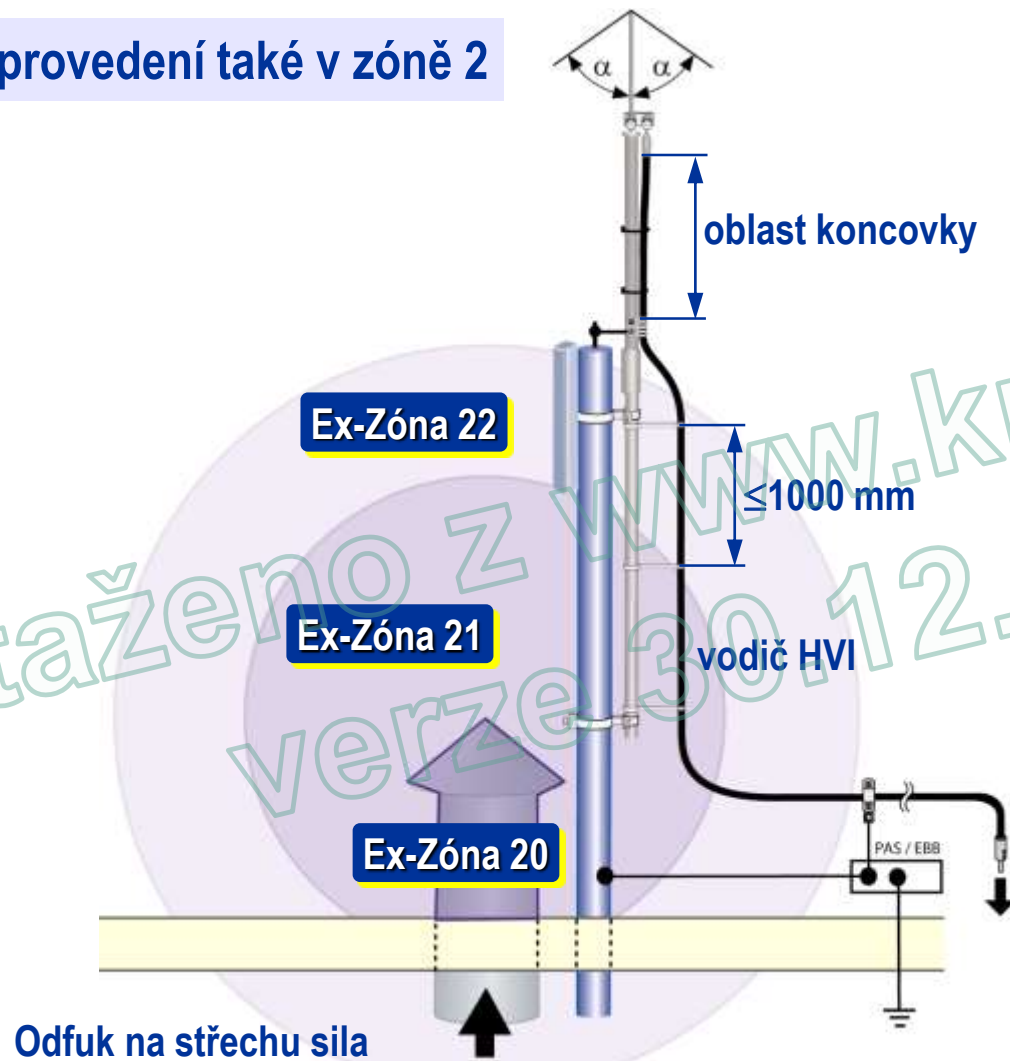 provedení také v zóně 2
α α
oblast koncovky
Ex-Zóna 22
≤1000 mm
Ex-Zóna 21
vodič HVI
Ex-Zóna 20
PAS / EBB
Odfuk na střechu sila
taženo z www.k
verze 30.12.